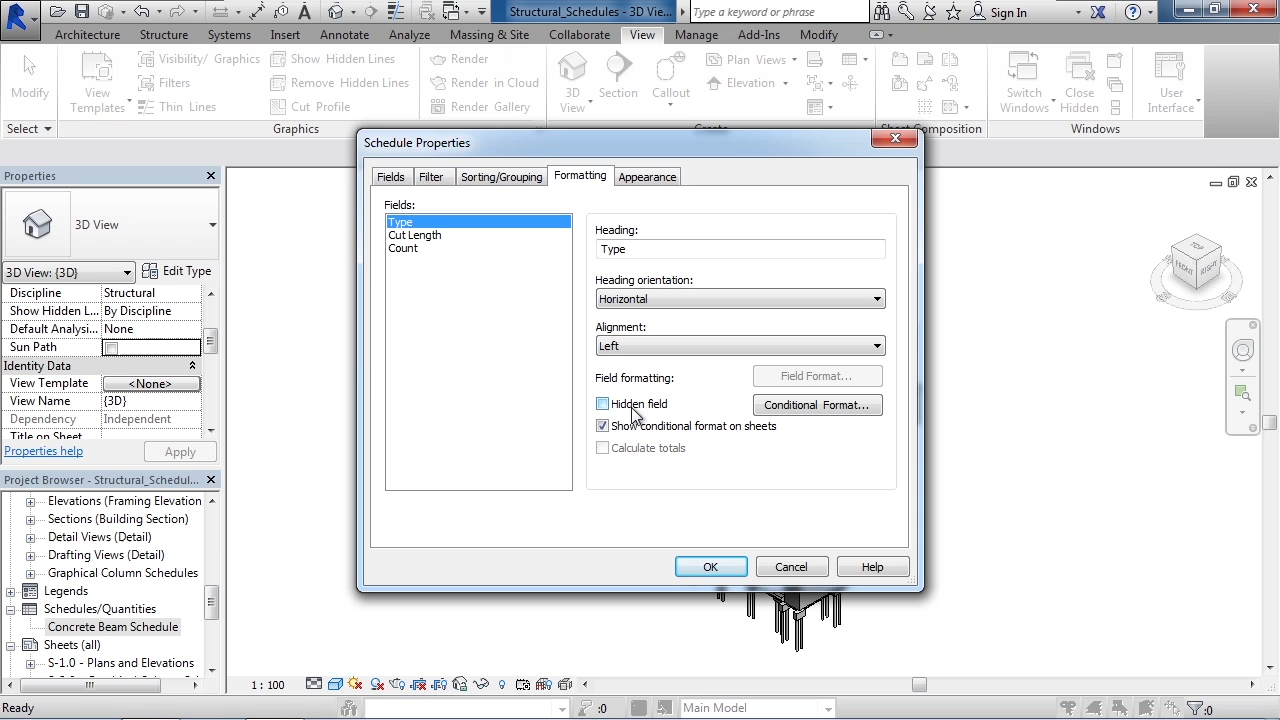 Structural_Schedules - 3D View...
Type a keyword or phrase
Sign In
Architecture Structure Systems Insert Annotate Analyze Massing & Site Collaborate View Manage Add-Ins Modify
Modify
View
Templates
Visibility/ Graphics
Filters
Thin Lines
Show Hidden Lines
Remove Hidden Lines
Cut Profile
Render
Render in Cloud
Render Gallery
3D
View
Section
Callout
Plan Views
Elevation
Switch
Windows
Close
Hidden
User
Interface
Select
Graphics
Create
Sheet Composition
Windows
Properties
3D View
3D View: {3D}
Edit Type
Discipline Structural
Show Hidden L... By Discipline
Default Analysi... None
Sun Path
Identity Data
View Template <None>
View Name {3D}
Dependency Independent
Title on Sheet
Properties help
Apply
Project Browser - Structural_Schedul...
Elevations (Framing Elevation
Sections (Building Section)
Detail Views (Detail)
Drafting Views (Detail)
Graphical Column Schedules
Legends
Schedules/Quantities
Concrete Beam Schedule
Sheets (all)
S-1.0 - Plans and Elevations
Schedule Properties
Fields Filter Sorting/Grouping Formatting Appearance
Fields:
Type
Cut Length
Count
Heading:
Type
Heading orientation:
Horizontal
Alignment:
Left
Field formatting:
Field Format...
Hidden field
Conditional Format...
Show conditional format on sheets
Calculate totals
OK
Cancel
Help
TOP
FRONT
RIGHT
1 : 100
Ready
:0
Main Model
:0